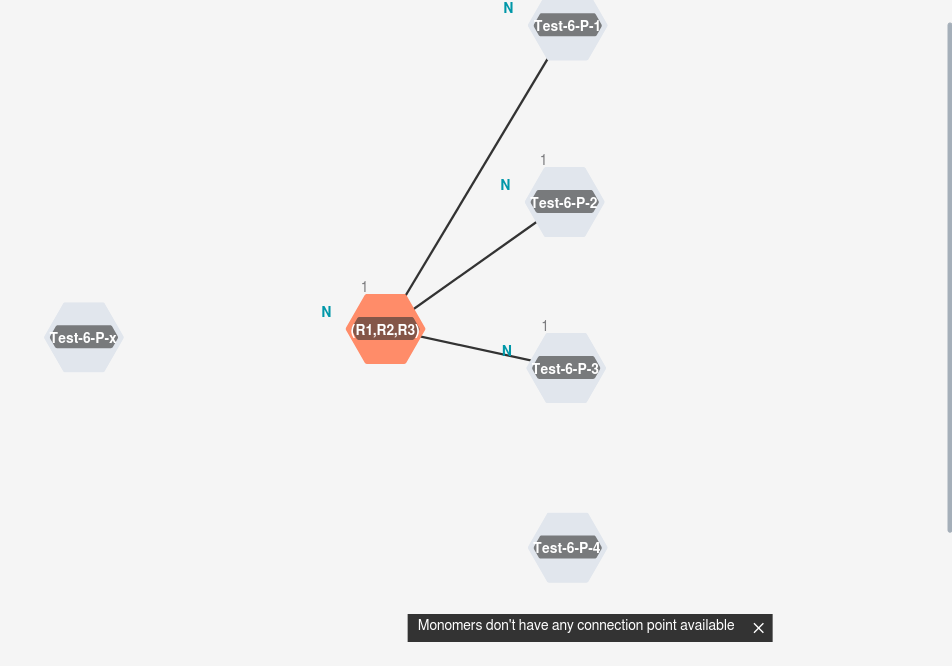 N
Test-6-P-1
1
N
Test-6-P-2
1
N
(R1,R2,R3)
Test-6-P-x
1
N
Test-6-P-3
Test-6-P-4
Monomers don't have any connection point available